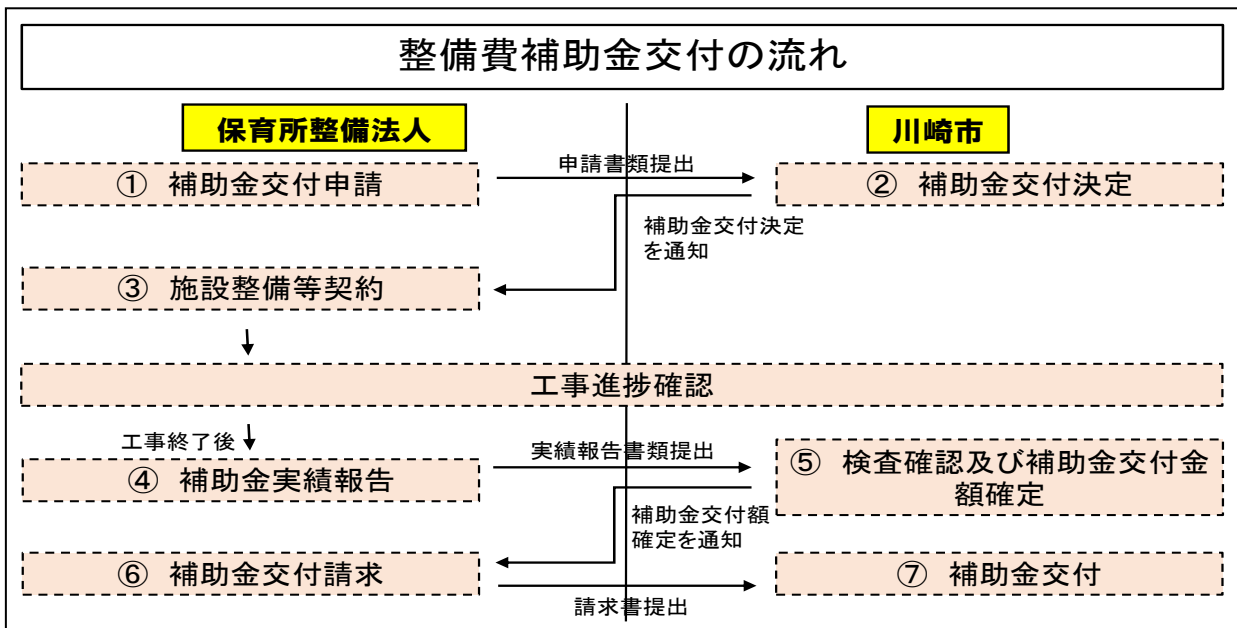 整備費補助金交付の流れ
保育所整備法人
川崎市
① 補助金交付申請
申請書類提出
② 補助金交付決定
補助金交付決定
を通知
③ 施設整備等契約
工事進捗確認
工事終了後
④ 補助金実績報告
実績報告書類提出
⑤ 検査確認及び補助金交付金
額確定
補助金交付額
確定を通知
⑥ 補助金交付請求
請求書提出
⑦ 補助金交付